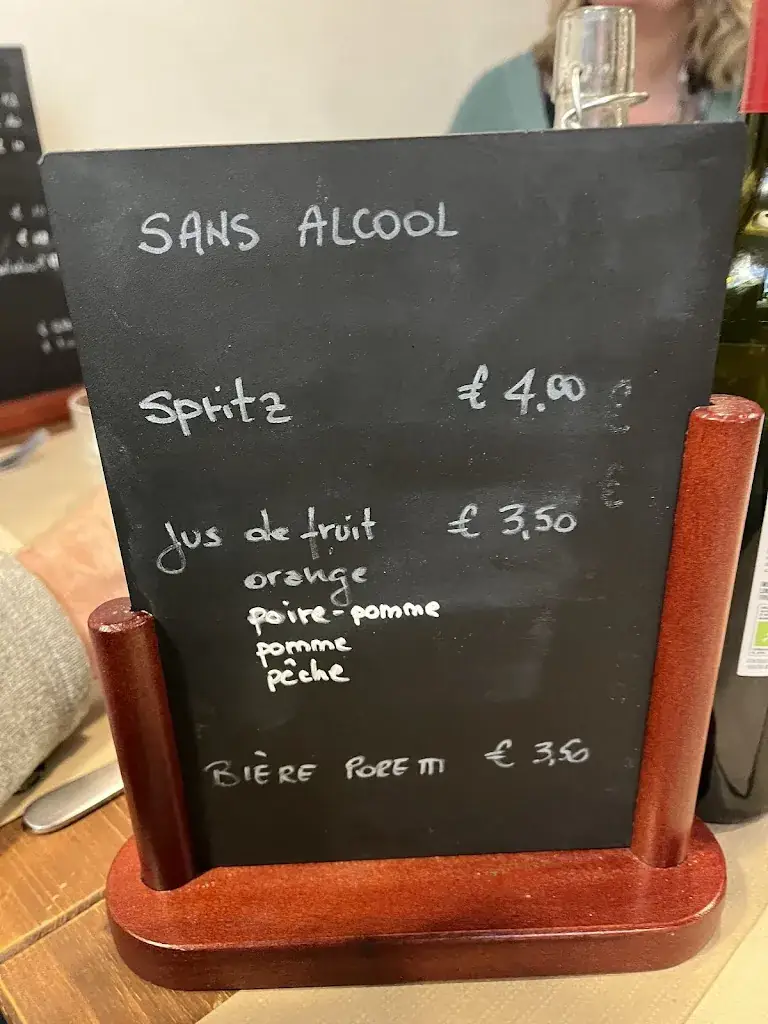 SANS ALCOOL
Spritz € 4.00
Jus de fruit € 3,50
orange
poire-pomme
pomme
pêche
BIÈRE PORETTI € 3,50